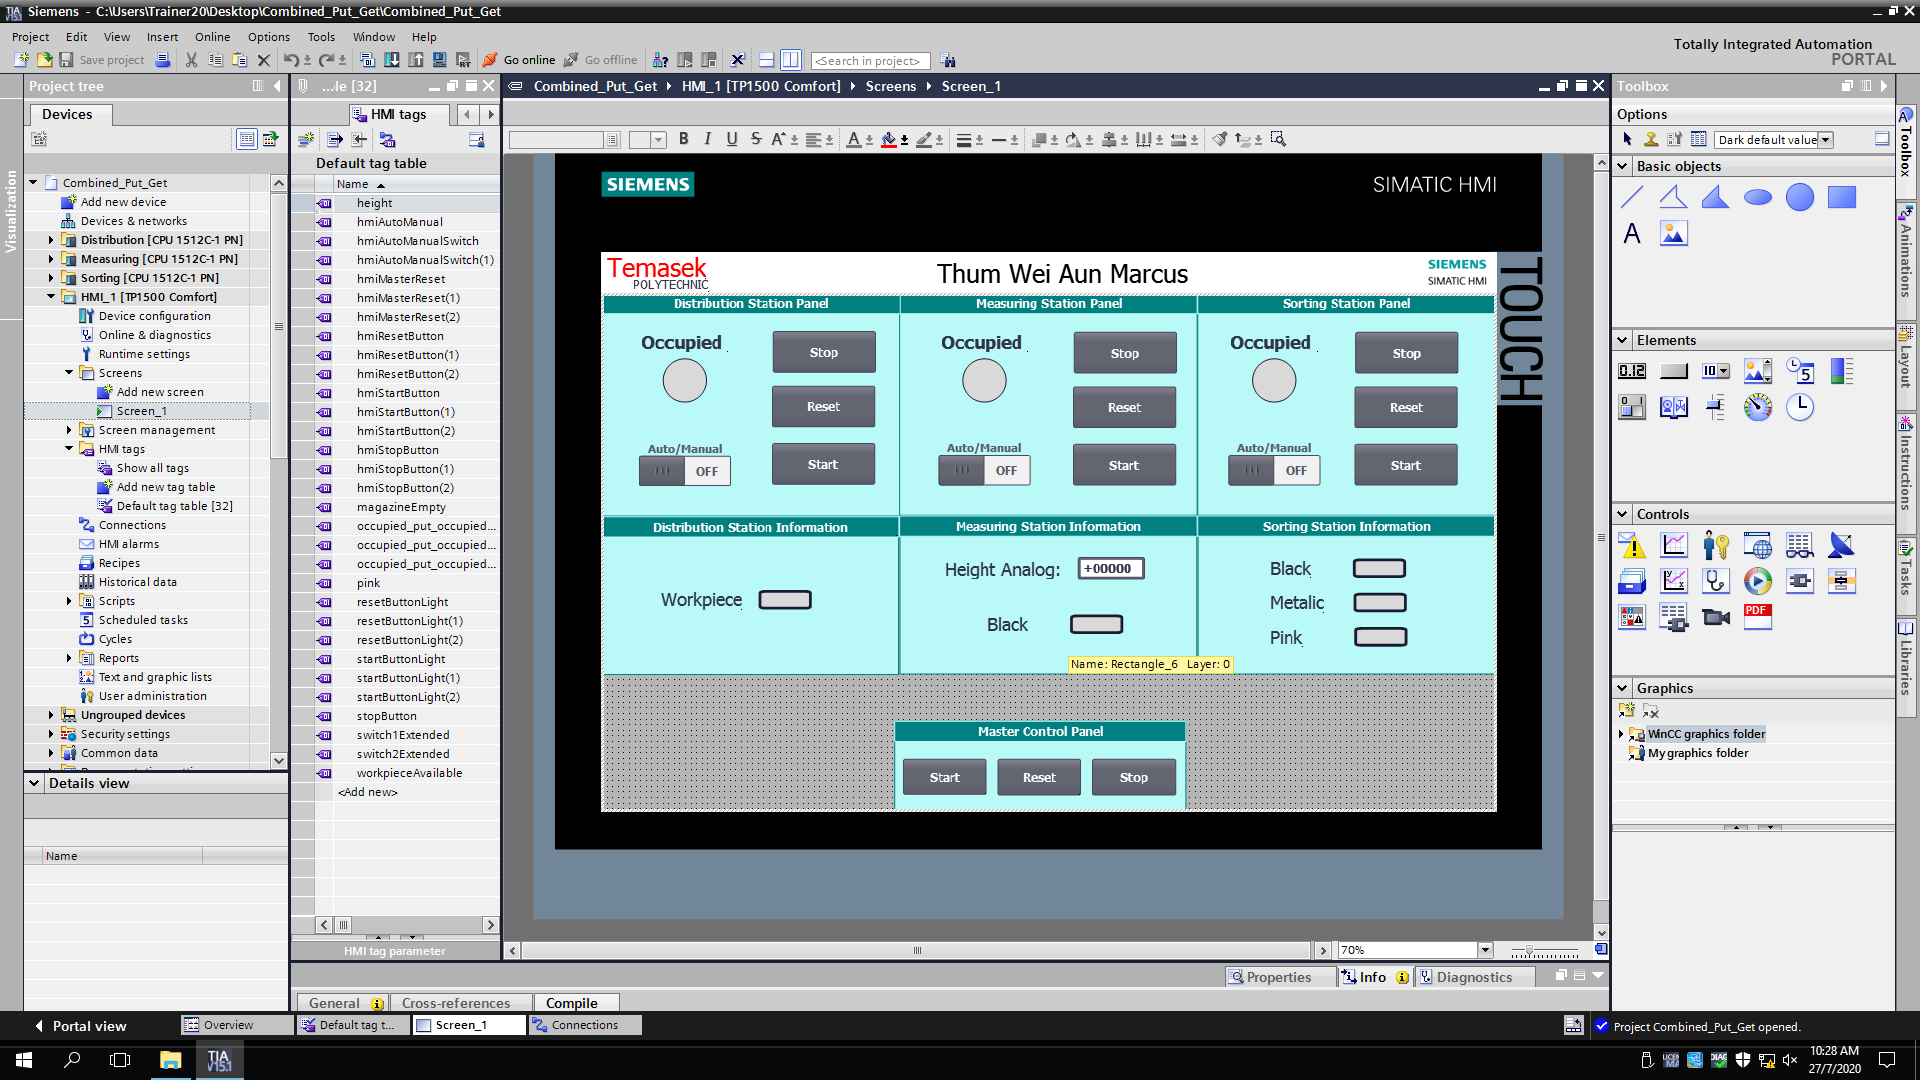 Siemens - C:\Users\Trainer20\Desktop\Combined_Put_Get\Combined_Put_Get
Project Edit View Insert Online Options Tools Window Help
Totally Integrated Automation
PORTAL
Save project
Go online
Go offline
<Search in project>
Project tree
...le [32]
Combined_Put_Get HMI_1 [TP1500 Comfort] Screens Screen_1
Toolbox
Devices
HMI tags
Options
Dark default value
Default tag table
Name
Visualization
Combined_Put_Get
Add new device
Devices & networks
Distribution [CPU 1512C-1 PN]
Measuring [CPU 1512C-1 PN]
Sorting [CPU 1512C-1 PN]
HMI_1 [TP1500 Comfort]
Device configuration
Online & diagnostics
Runtime settings
Screens
Add new screen
Screen_1
Screen management
HMI tags
Show all tags
Add new tag table
Default tag table [32]
Connections
HMI alarms
Recipes
Historical data
Scripts
Scheduled tasks
Cycles
Reports
Text and graphic lists
User administration
Ungrouped devices
Security settings
Common data
Details view
Name
height
hmiAutoManual
hmiAutoManualSwitch
hmiAutoManualSwitch(1)
hmiMasterReset
hmiMasterReset(1)
hmiMasterReset(2)
hmiResetButton
hmiResetButton(1)
hmiResetButton(2)
hmiStartButton
hmiStartButton(1)
hmiStartButton(2)
hmiStopButton
hmiStopButton(1)
hmiStopButton(2)
magazineEmpty
occupied_put_occupied...
occupied_put_occupied...
occupied_put_occupied...
pink
resetButtonLight
resetButtonLight(1)
resetButtonLight(2)
startButtonLight
startButtonLight(1)
startButtonLight(2)
stopButton
switch1Extended
switch2Extended
workpieceAvailable
<Add new>
HMI tag parameter
SIEMENS
SIMATIC HMI
TOUCH
Temasek
POLYTECHNIC
Thum Wei Aun Marcus
SIEMENS
SIMATIC HMI
Distribution Station Panel
Measuring Station Panel
Sorting Station Panel
Occupied
Stop
Reset
Auto/Manual
OFF
Start
Occupied
Stop
Reset
Auto/Manual
OFF
Start
Occupied
Stop
Reset
Auto/Manual
OFF
Start
Distribution Station Information
Measuring Station Information
Sorting Station Information
Workpiece
Height Analog: +00000
Black
Black
Metalic
Pink
Name: Rectangle_6 Layer: 0
Master Control Panel
Start
Reset
Stop
70%
Properties
Info
Diagnostics
General
Cross-references
Compile
Basic objects
A
Elements
0.12
10
5
0 1
Controls
PDF
Graphics
WinCC graphics folder
My graphics folder
Toolbox
Animations
Layout
Instructions
Tasks
Libraries
Portal view
Overview
Default tag t...
Screen_1
Connections
Project Combined_Put_Get opened.
TIA
V15.1
10:28 AM
27/7/2020